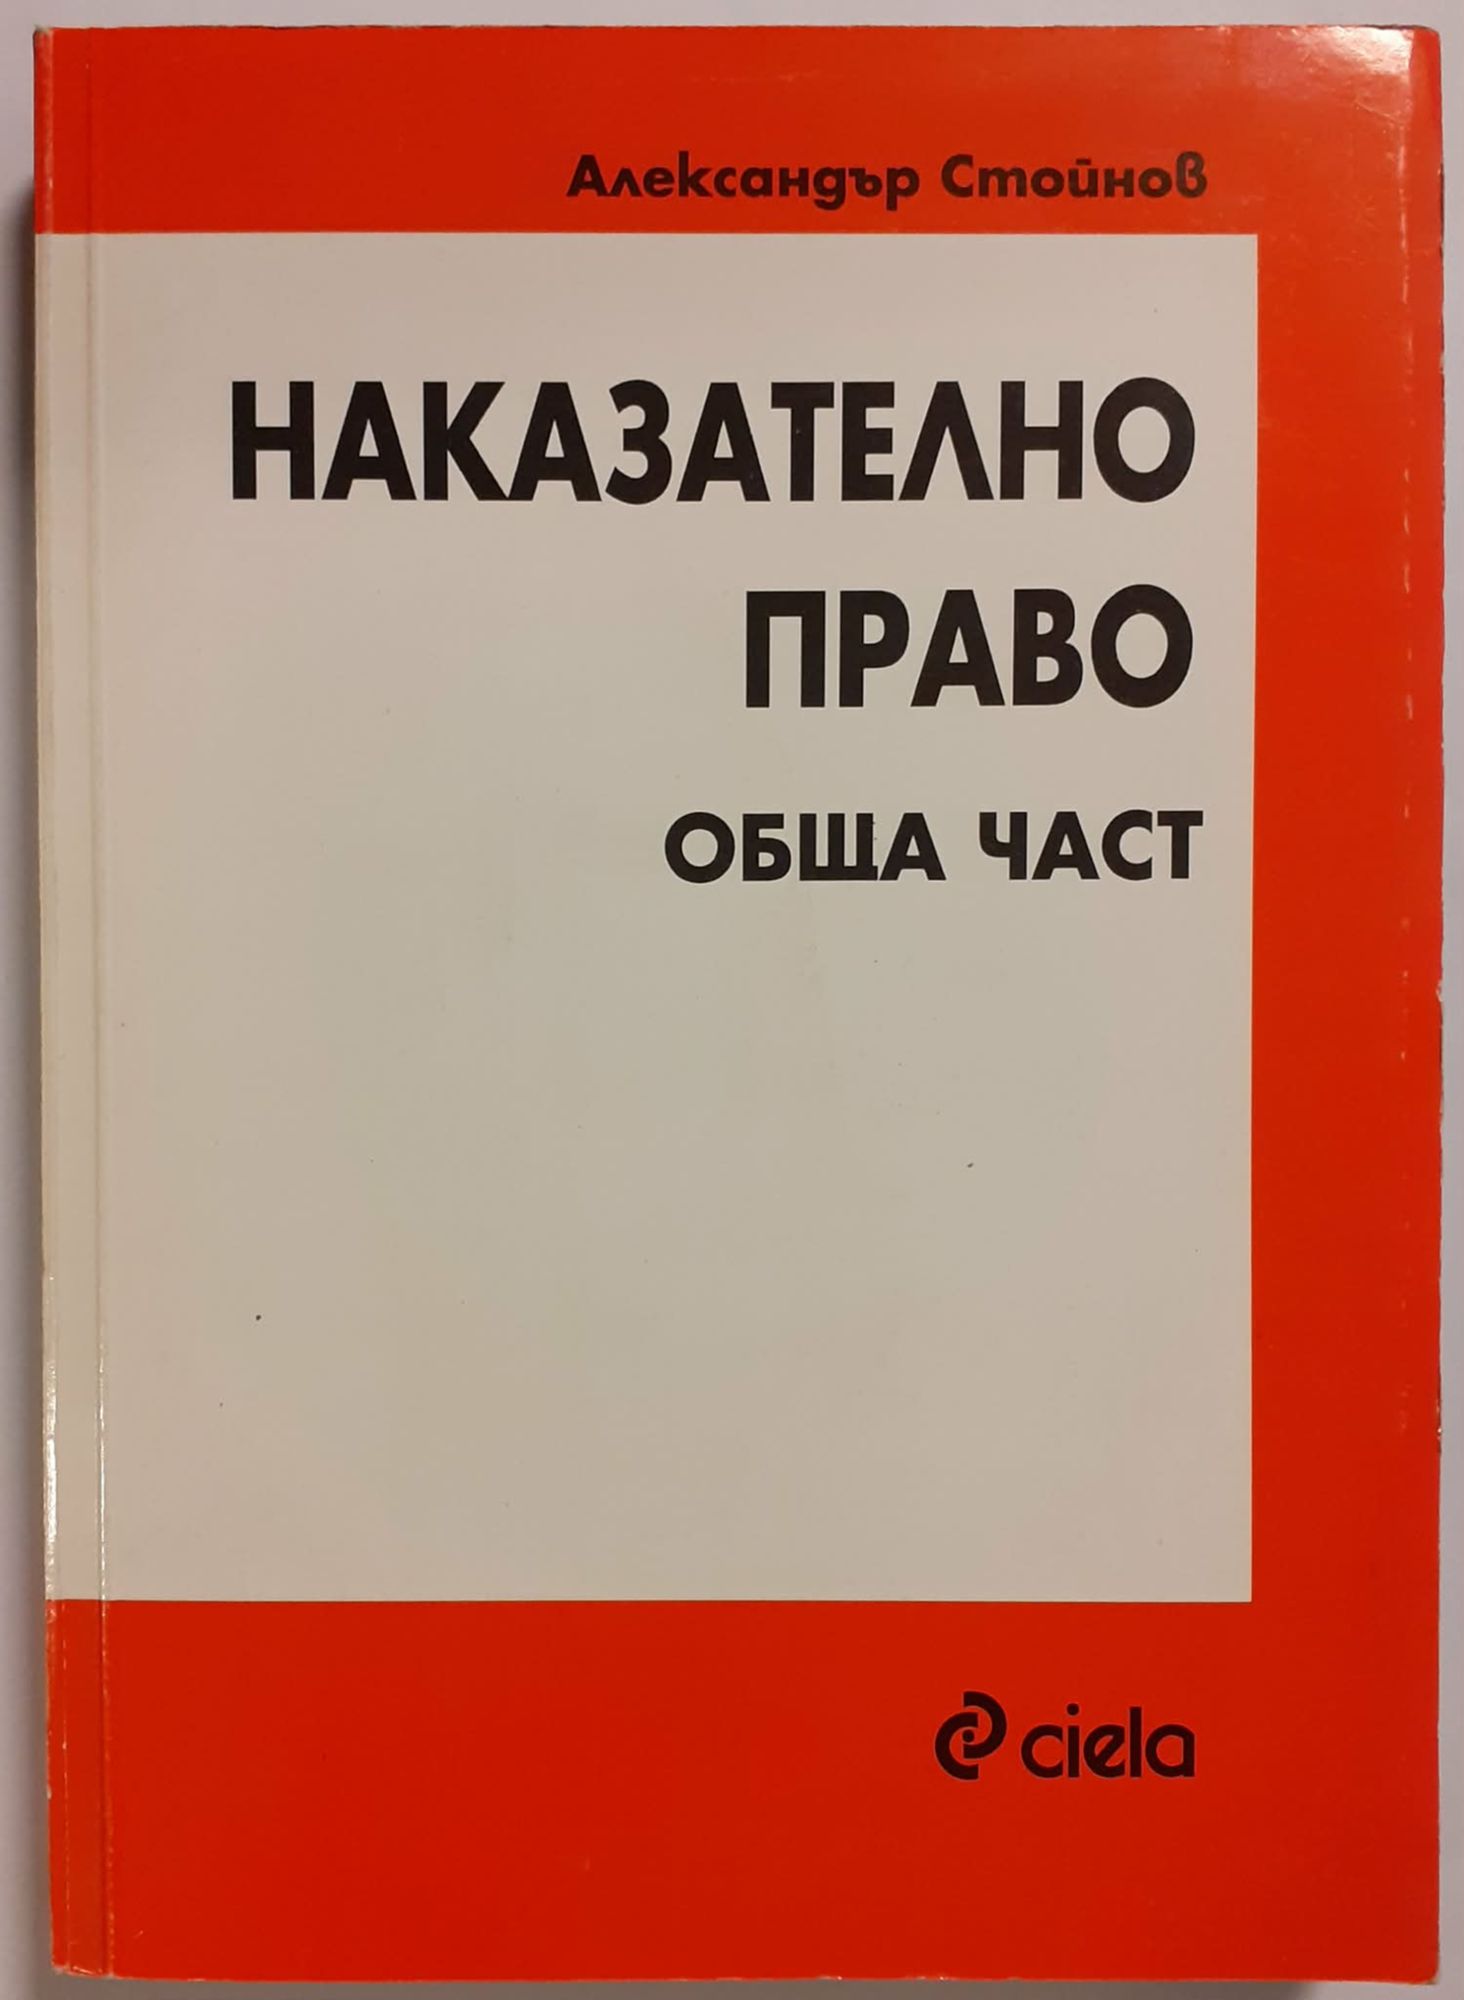 Александър Стойнов
НАКАЗАТЕЛНО
ПРАВО
ОБЩА ЧАСТ
ciela